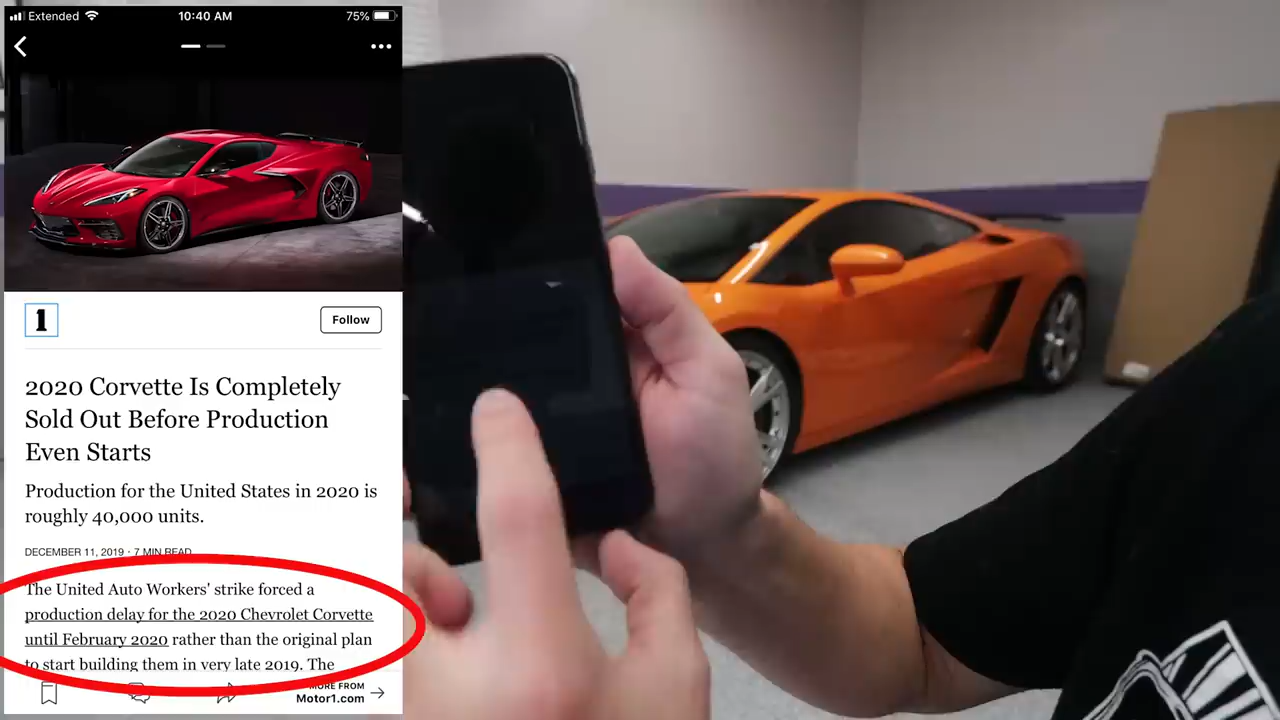 Extended 10:40 AM 75%
1
Follow
2020 Corvette Is Completely
Sold Out Before Production
Even Starts
Production for the United States in 2020 is
roughly 40,000 units.
DECEMBER 11, 2019 · 7 MIN READ
The United Auto Workers' strike forced a
production delay for the 2020 Chevrolet Corvette
until February 2020 rather than the original plan
to start building them in very late 2019. The
MORE FROM
Motor1.com